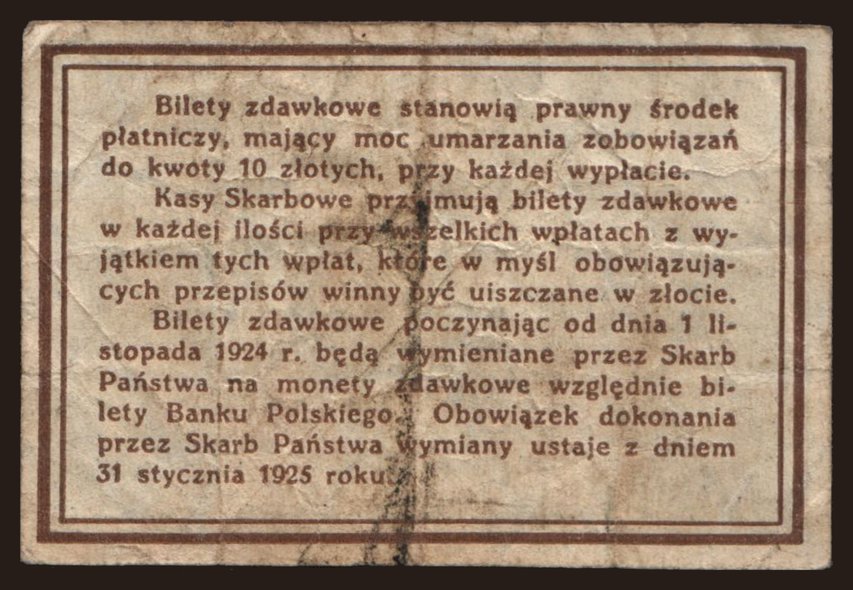 Bilety zdawkowe stanowią prawny środek
płatniczy, mający moc umarzania zobowiązań
do kwoty 10 złotych, przy każdej wypłacie.
Kasy Skarbowe przyjmują bilety zdawkowe
w każdej ilości przy wszelkich wpłatach z wy-
jątkiem tych wpłat, które w myśl obowiązują-
cych przepisów winny być uiszczane w złocie.
Bilety zdawkowe poczynając od dnia 1 li-
stopada 1924 r. będą wymieniane przez Skarb
Państwa na monety zdawkowe względnie bi-
lety Banku Polskiego. Obowiązek dokonania
przez Skarb Państwa wymiany ustaje z dniem
31 stycznia 1925 roku.